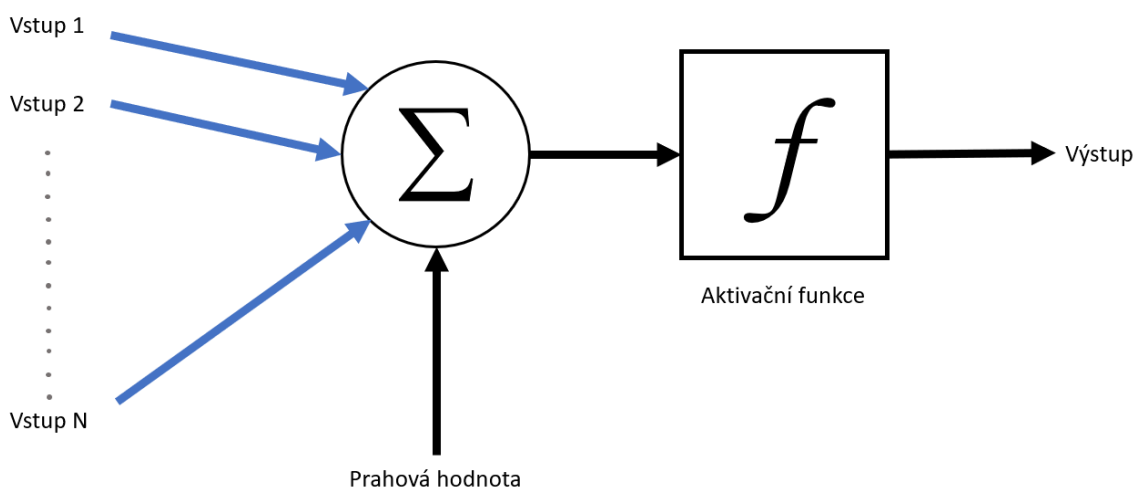 Vstup 1
Vstup 2
Σ
f
Výstup
Aktivační funkce
Vstup N
Prahová hodnota